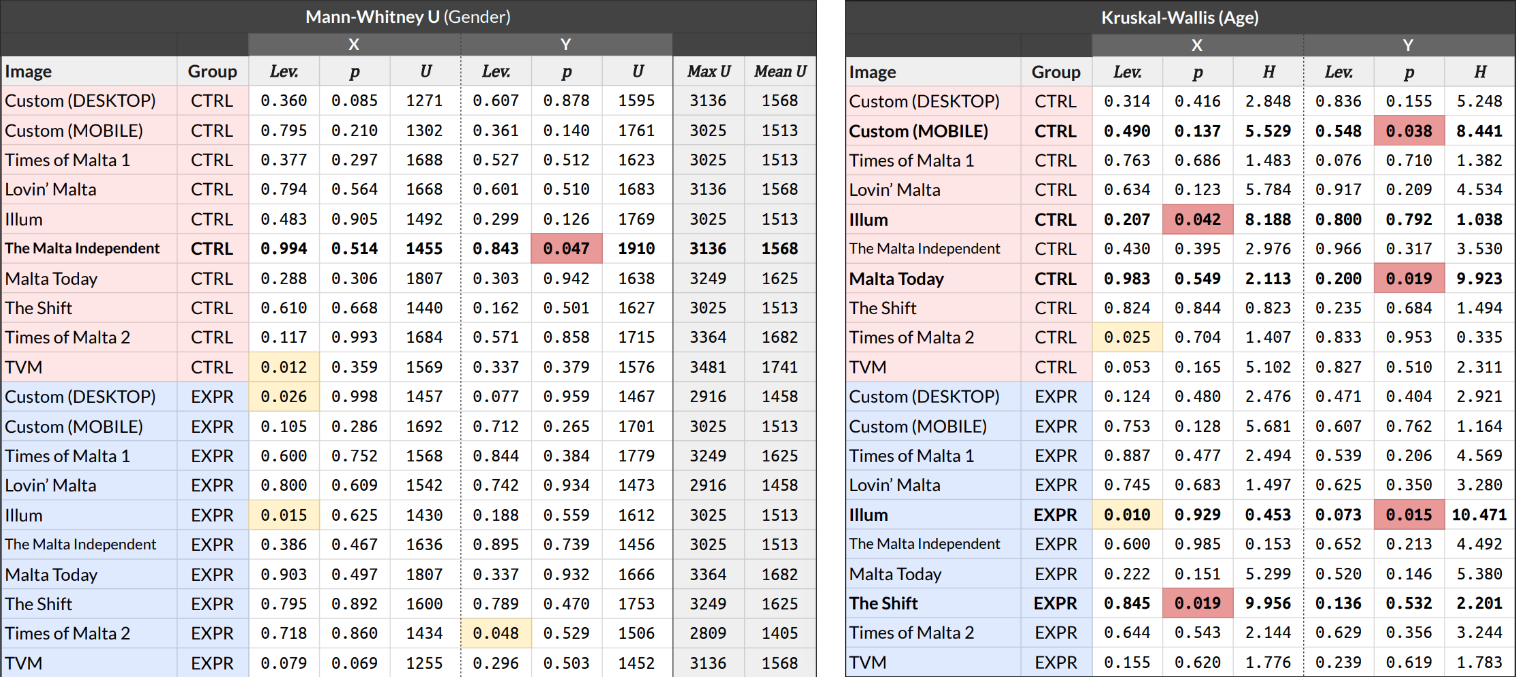 Mann-Whitney U (Gender)
X Y
Image Group Lev. p U Lev. p U Max U Mean U
Custom (DESKTOP) CTRL 0.360 0.085 1271 0.607 0.878 1595 3136 1568
Custom (MOBILE) CTRL 0.795 0.210 1302 0.361 0.140 1761 3025 1513
Times of Malta 1 CTRL 0.377 0.297 1688 0.527 0.512 1623 3025 1513
Lovin’ Malta CTRL 0.794 0.564 1668 0.601 0.510 1683 3136 1568
Illum CTRL 0.483 0.905 1492 0.299 0.126 1769 3025 1513
The Malta Independent CTRL 0.994 0.514 1455 0.843 0.047 1910 3136 1568
Malta Today CTRL 0.288 0.306 1807 0.303 0.942 1638 3249 1625
The Shift CTRL 0.610 0.668 1440 0.162 0.501 1627 3025 1513
Times of Malta 2 CTRL 0.117 0.993 1684 0.571 0.858 1715 3364 1682
TVM CTRL 0.012 0.359 1569 0.337 0.379 1576 3481 1741
Custom (DESKTOP) EXPR 0.026 0.998 1457 0.077 0.959 1467 2916 1458
Custom (MOBILE) EXPR 0.105 0.286 1692 0.712 0.265 1701 3025 1513
Times of Malta 1 EXPR 0.600 0.752 1568 0.844 0.384 1779 3249 1625
Lovin’ Malta EXPR 0.800 0.609 1542 0.742 0.934 1473 2916 1458
Illum EXPR 0.015 0.625 1430 0.188 0.559 1612 3025 1513
The Malta Independent EXPR 0.386 0.467 1636 0.895 0.739 1456 3025 1513
Malta Today EXPR 0.903 0.497 1807 0.337 0.932 1666 3364 1682
The Shift EXPR 0.795 0.892 1600 0.789 0.470 1753 3249 1625
Times of Malta 2 EXPR 0.718 0.860 1434 0.048 0.529 1506 2809 1405
TVM EXPR 0.079 0.069 1255 0.296 0.503 1452 3136 1568
Kruskal-Wallis (Age)
X Y
Image Group Lev. p H Lev. p H
Custom (DESKTOP) CTRL 0.314 0.416 2.848 0.836 0.155 5.248
Custom (MOBILE) CTRL 0.490 0.137 5.529 0.548 0.038 8.441
Times of Malta 1 CTRL 0.763 0.686 1.483 0.076 0.710 1.382
Lovin’ Malta CTRL 0.634 0.123 5.784 0.917 0.209 4.534
Illum CTRL 0.207 0.042 8.188 0.800 0.792 1.038
The Malta Independent CTRL 0.430 0.395 2.976 0.966 0.317 3.530
Malta Today CTRL 0.983 0.549 2.113 0.200 0.019 9.923
The Shift CTRL 0.824 0.844 0.823 0.235 0.684 1.494
Times of Malta 2 CTRL 0.025 0.704 1.407 0.833 0.953 0.335
TVM CTRL 0.053 0.165 5.102 0.827 0.510 2.311
Custom (DESKTOP) EXPR 0.124 0.480 2.476 0.471 0.404 2.921
Custom (MOBILE) EXPR 0.753 0.128 5.681 0.607 0.762 1.164
Times of Malta 1 EXPR 0.887 0.477 2.494 0.539 0.206 4.569
Lovin’ Malta EXPR 0.745 0.683 1.497 0.625 0.350 3.280
Illum EXPR 0.010 0.929 0.453 0.073 0.015 10.471
The Malta Independent EXPR 0.600 0.985 0.153 0.652 0.213 4.492
Malta Today EXPR 0.222 0.151 5.299 0.520 0.146 5.380
The Shift EXPR 0.845 0.019 9.956 0.136 0.532 2.201
Times of Malta 2 EXPR 0.644 0.543 2.144 0.629 0.356 3.244
TVM EXPR 0.155 0.620 1.776 0.239 0.619 1.783